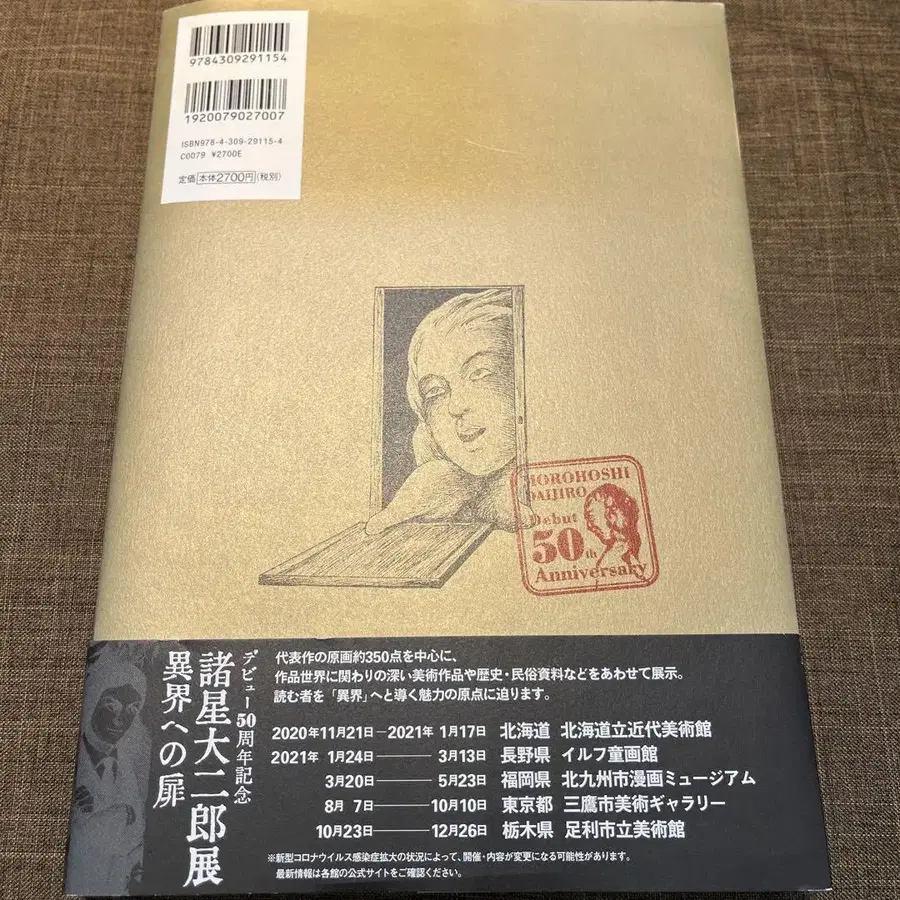 9784309291154
1920079027007
ISBN978-4-309-29115-4
C0079 ¥2700E
定価 本体2700円(税別)
HOROHOSHI
DAIJIRO
Debut
50th
Anniversary
デビュー50周年記念
諸星大二郎展
異界への扉
代表作の原画約350点を中心に、
作品世界に関わりの深い美術作品や歴史・民俗資料などをあわせて展示。
読む者を「異界」へと導く魅力の原点に迫ります。
2020年11月21日―2021年 1月17日 北海道 北海道立近代美術館
2021年 1月24日――3月13日 長野県 イルフ童画館
3月20日――5月23日 福岡県 北九州市漫画ミュージアム
8月 7日――10月10日 東京都 三鷹市美術ギャラリー
10月23日――12月26日 栃木県 足利市立美術館
※新型コロナウイルス感染症拡大の状況によって、開催・内容が変更になる可能性があります。
最新情報は各館の公式サイトをご確認ください。